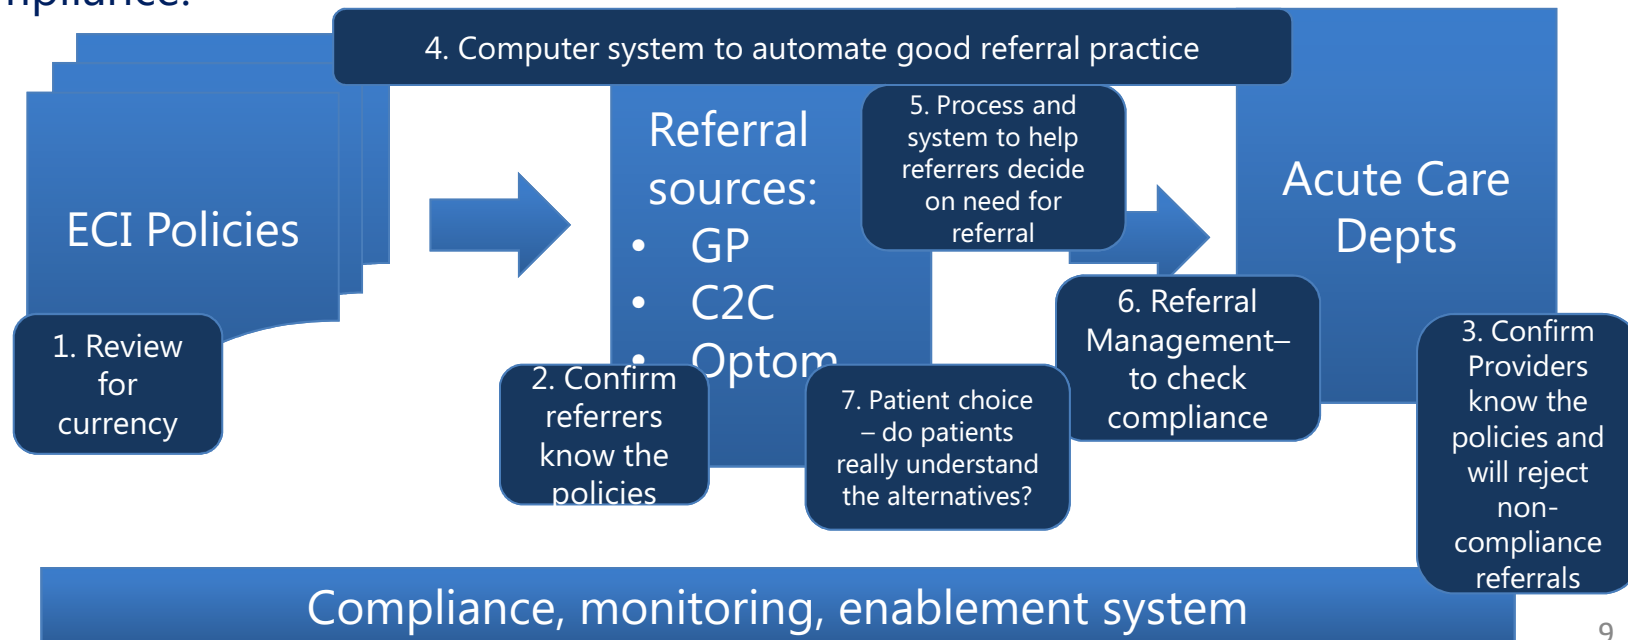 mpliance.
4. Computer system to automate good referral practice
ECI Policies
1. Review
for
currency
Referral
sources:
• GP
• C2C
• Optom
2. Confirm
referrers
know the
policies
5. Process and
system to help
referrers decide
on need for
referral
7. Patient choice
– do patients
really understand
the alternatives?
6. Referral
Management–
to check
compliance
Acute Care
Depts
3. Confirm
Providers
know the
policies and
will reject
non-
compliance
referrals
Compliance, monitoring, enablement system
9